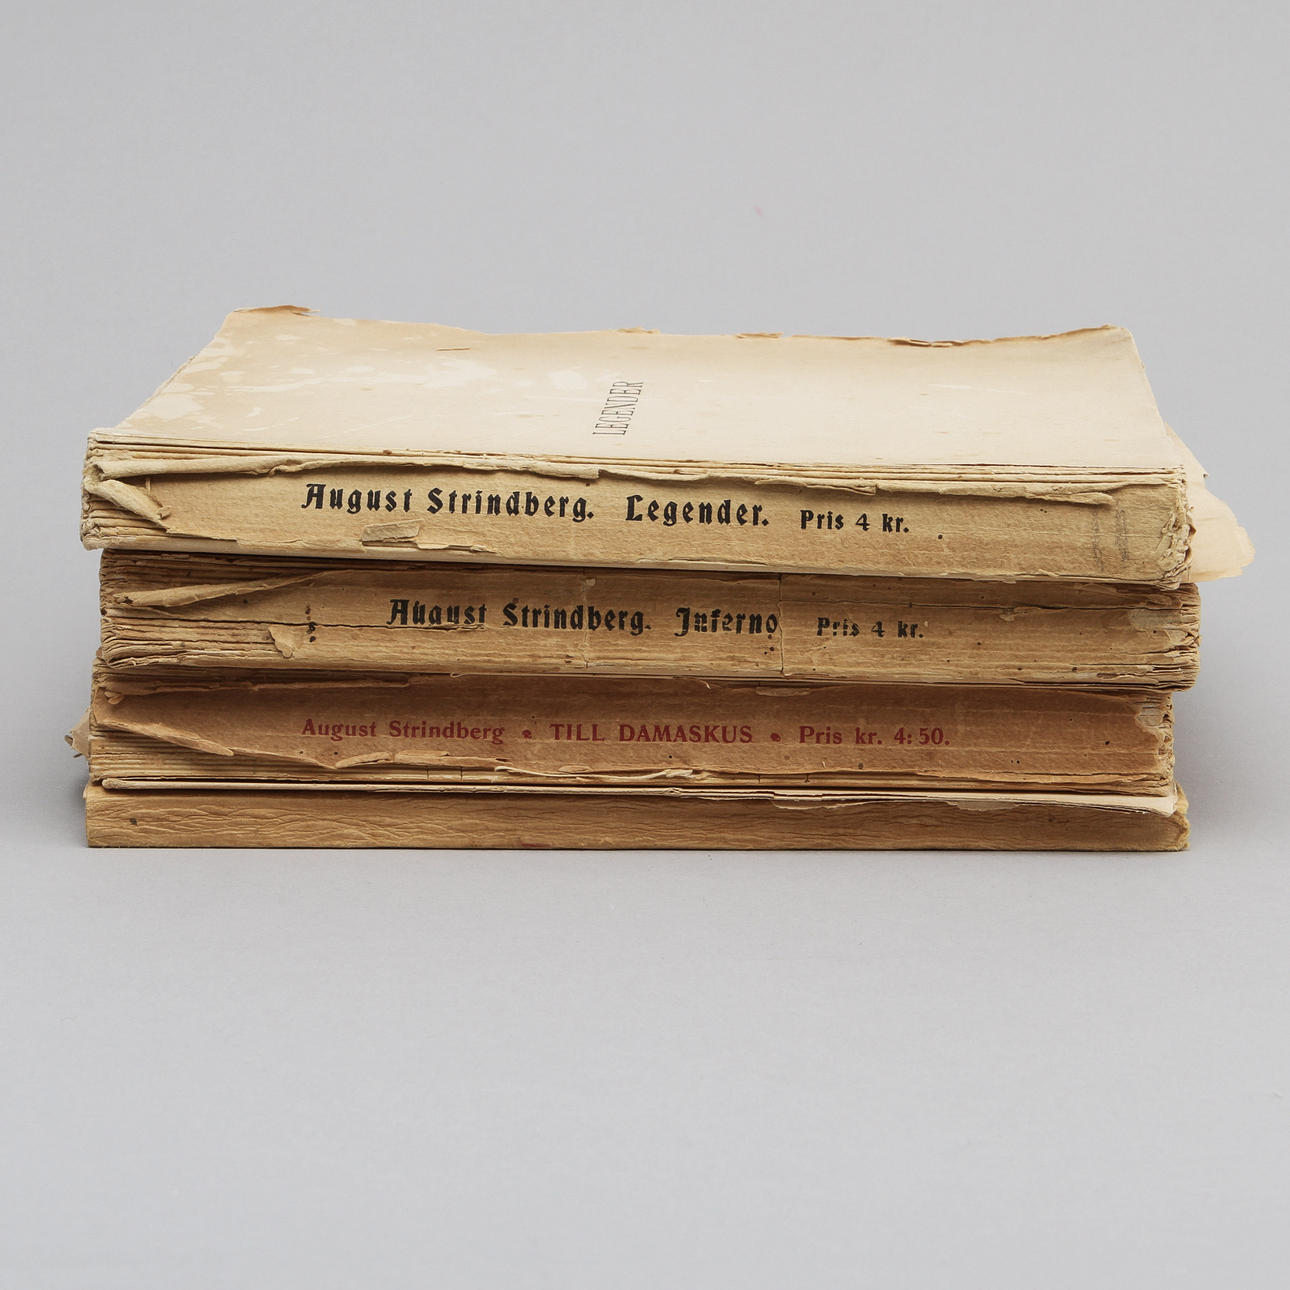 LEGENDER
August Strindberg. Legender. Pris 4 kr.
August Strindberg. Inferno Pris 4 kr.
August Strindberg • TILL DAMASKUS • Pris kr. 4:50.